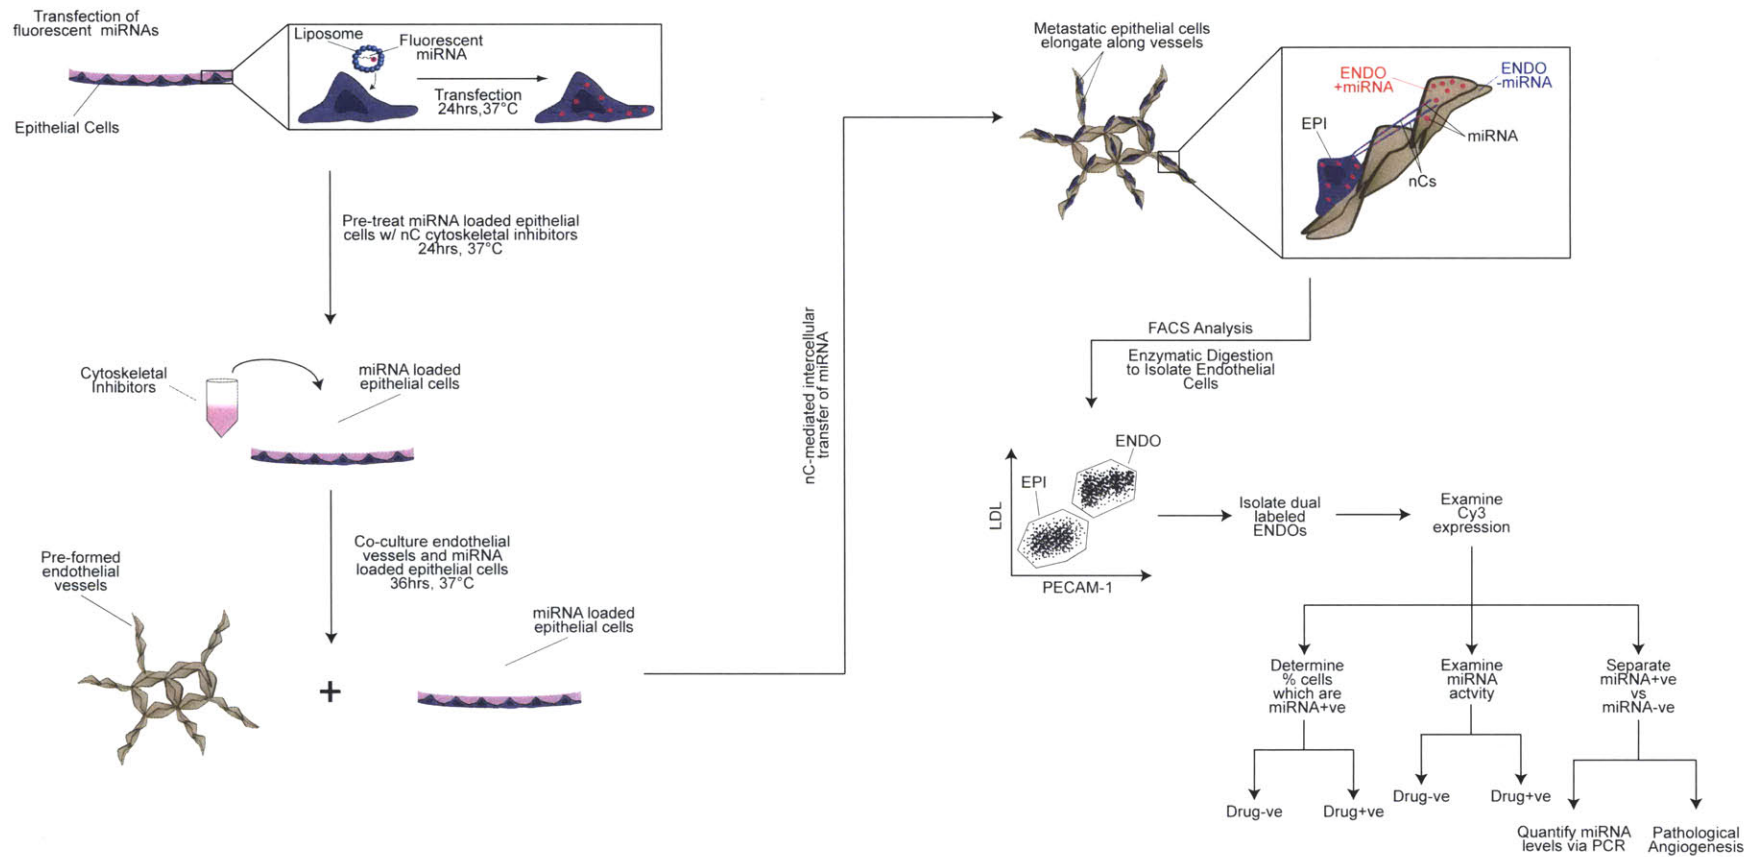 Transfection of
fluorescent miRNAs
Epithelial Cells
Liposome
Fluorescent
miRNA
Transfection
24hrs,37°C
Pre-treat miRNA loaded epithelial
cells w/ nC cytoskeletal inhibitors
24hrs, 37°C
Cytoskeletal
Inhibitors
miRNA loaded
epithelial cells
Co-culture endothelial
vessels and miRNA
loaded epithelial cells
36hrs, 37°C
Pre-formed
endothelial
vessels
+
miRNA loaded
epithelial cells
nC-mediated intercellular
transfer of miRNA
Metastatic epithelial cells
elongate along vessels
ENDO
+miRNA
ENDO
-miRNA
EPI
miRNA
nCs
FACS Analysis
Enzymatic Digestion
to Isolate Endothelial
Cells
LDL
EPI
ENDO
PECAM-1
Isolate dual
labeled
ENDOs
Examine
Cy3
expression
Determine
% cells
which are
miRNA+ve
Examine
miRNA
actvity
Separate
miRNA+ve
vs
miRNA-ve
Drug-ve
Drug+ve
Drug-ve
Drug+ve
Quantify miRNA
levels via PCR
Pathological
Angiogenesis